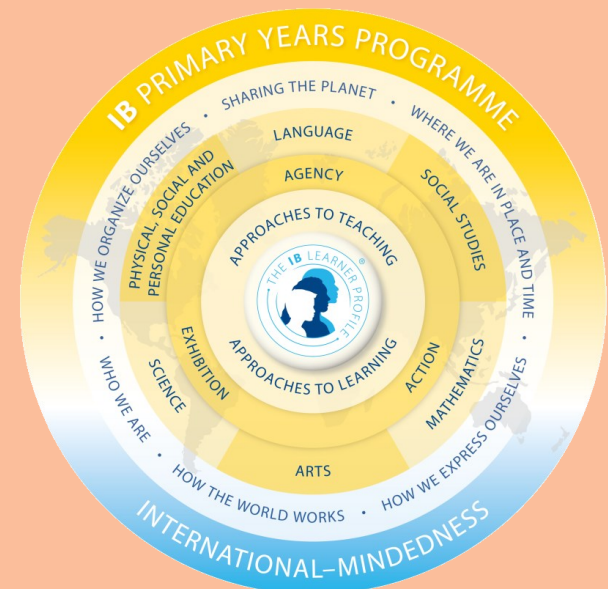 IB PRIMARY YEARS PROGRAMME
SHARING THE PLANET
•
WHERE WE ARE IN PLACE AND TIME
•
HOW WE EXPRESS OURSELVES
•
HOW THE WORLD WORKS
•
WHO WE ARE
•
HOW WE ORGANIZE OURSELVES
•
LANGUAGE
SOCIAL STUDIES
MATHEMATICS
ARTS
SCIENCE
PHYSICAL, SOCIAL AND
PERSONAL EDUCATION
AGENCY
ACTION
EXHIBITION
APPROACHES TO TEACHING
THE IB LEARNER PROFILE
®
APPROACHES TO LEARNING
INTERNATIONAL–MINDEDNESS